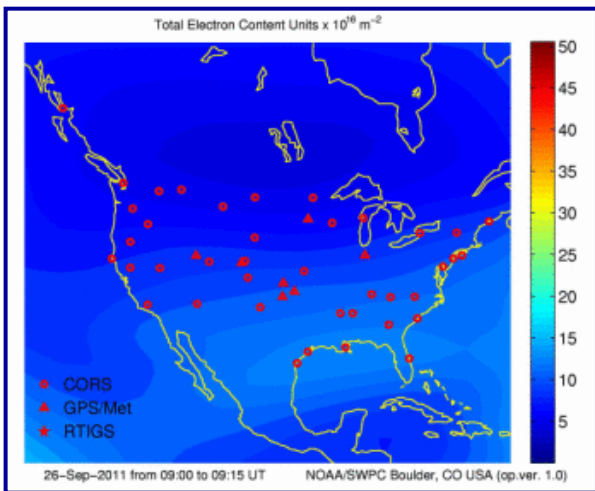 Total Electron Content Units x 10^16 m^-2
50
45
40
35
30
25
20
15
10
5
CORS
GPS/Met
RTIGS
26-Sep-2011 from 09:00 to 09:15 UT NOAA/SWPC Boulder, CO USA (op.ver. 1.0)